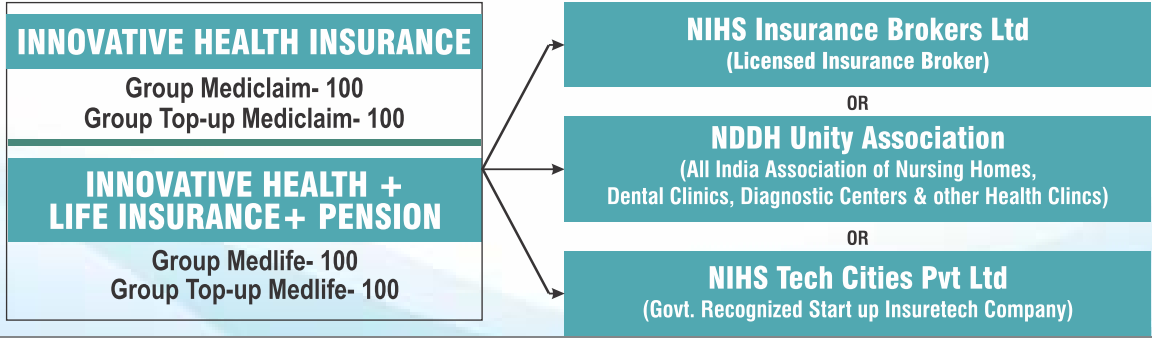 INNOVATIVE HEALTH INSURANCE
Group Mediclaim- 100
Group Top-up Mediclaim- 100
INNOVATIVE HEALTH +
LIFE INSURANCE+ PENSION
Group Medlife- 100
Group Top-up Medlife- 100
NIHS Insurance Brokers Ltd
(Licensed Insurance Broker)
OR
NDDH Unity Association
(All India Association of Nursing Homes,
Dental Clinics, Diagnostic Centers & other Health Clincs)
OR
NIHS Tech Cities Pvt Ltd
(Govt. Recognized Start up Insuretech Company)